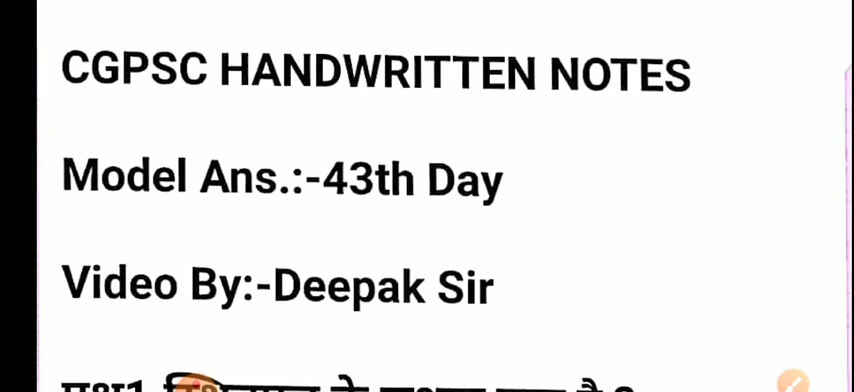 CGPSC HANDWRITTEN NOTES
Model Ans.:-43th Day
Video By:-Deepak Sir